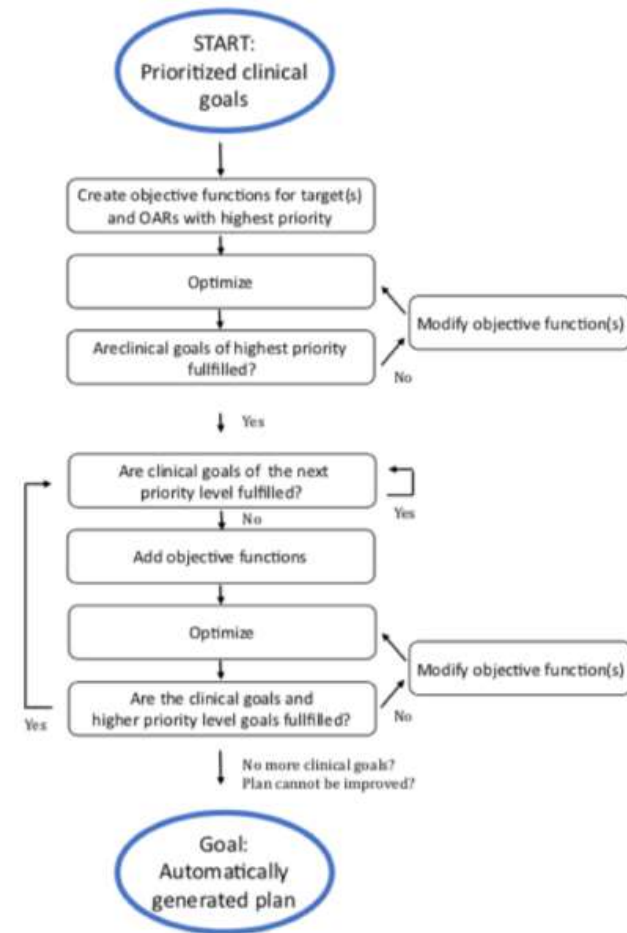 START:
Prioritized clinical
goals
Create objective functions for target(s)
and OARs with highest priority
Optimize
Modify objective function(s)
Areclinical goals of highest priority
fullfilled?
No
Yes
Are clinical goals of the next
priority level fulfilled?
Yes
No
Add objective functions
Optimize
Modify objective function(s)
Are the clinical goals and
higher priority level goals fullfilled?
No
Yes
No more clinical goals?
Plan cannot be improved?
Goal:
Automatically
generated plan